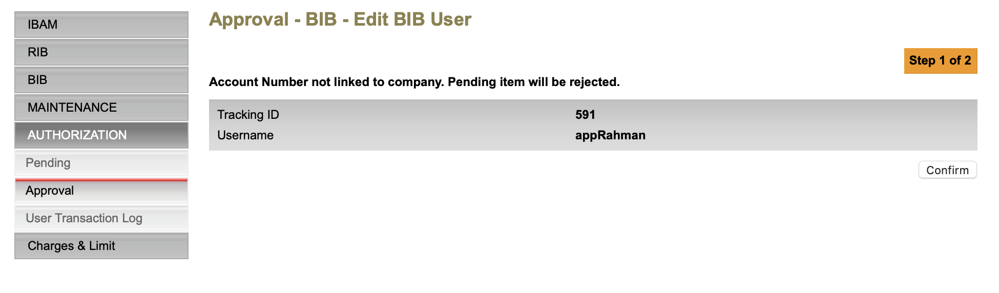 IBAM
RIB
BIB
MAINTENANCE
AUTHORIZATION
Pending
Approval
User Transaction Log
Charges & Limit
Approval - BIB - Edit BIB User
Step 1 of 2
Account Number not linked to company. Pending item will be rejected.
Tracking ID 591
Username appRahman
Confirm